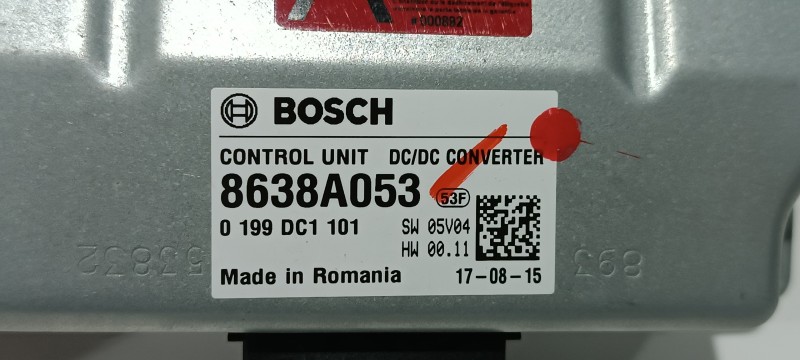 #000892
BOSCH
CONTROL UNIT DC/DC CONVERTER
8638A053 53F
0 199 DC1 101 SW 05V04
HW 00.11
Made in Romania 17-08-15